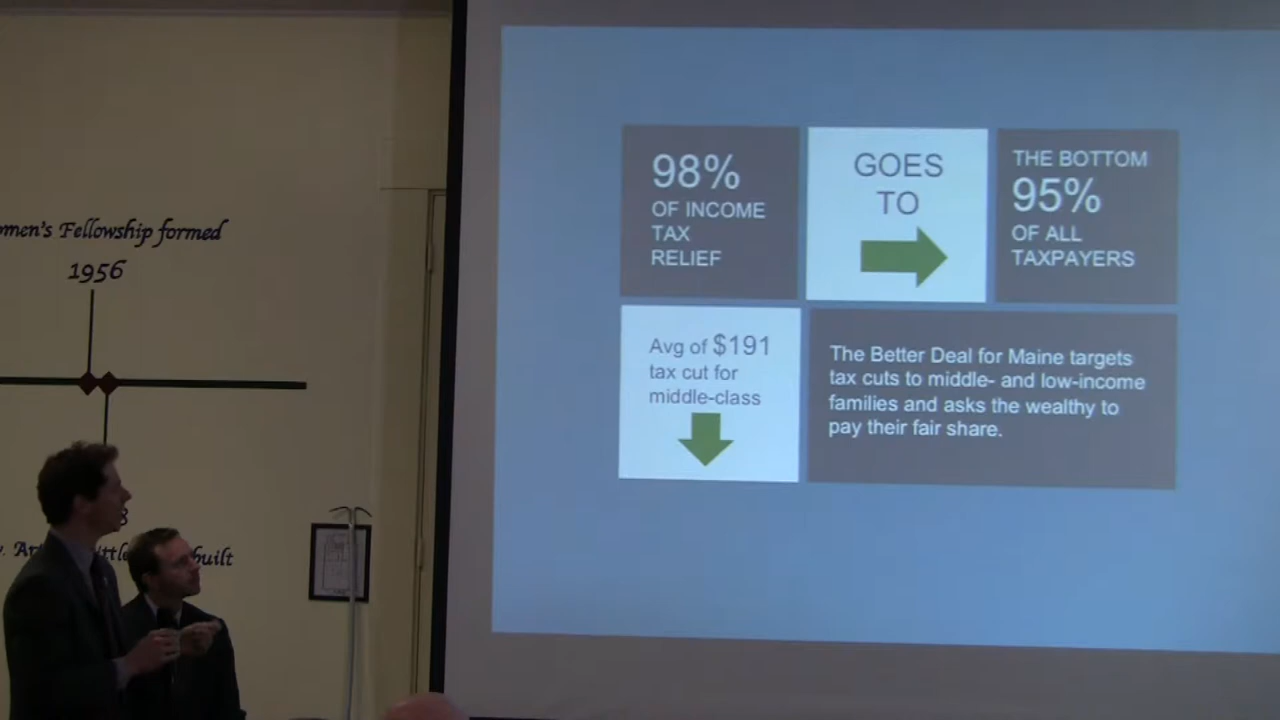 Fellowship formed
1956
built
98%
OF INCOME
TAX
RELIEF
GOES
TO
THE BOTTOM
95%
OF ALL
TAXPAYERS
Avg of $191
tax cut for
middle-class
The Better Deal for Maine targets
tax cuts to middle- and low-income
families and asks the wealthy to
pay their fair share.